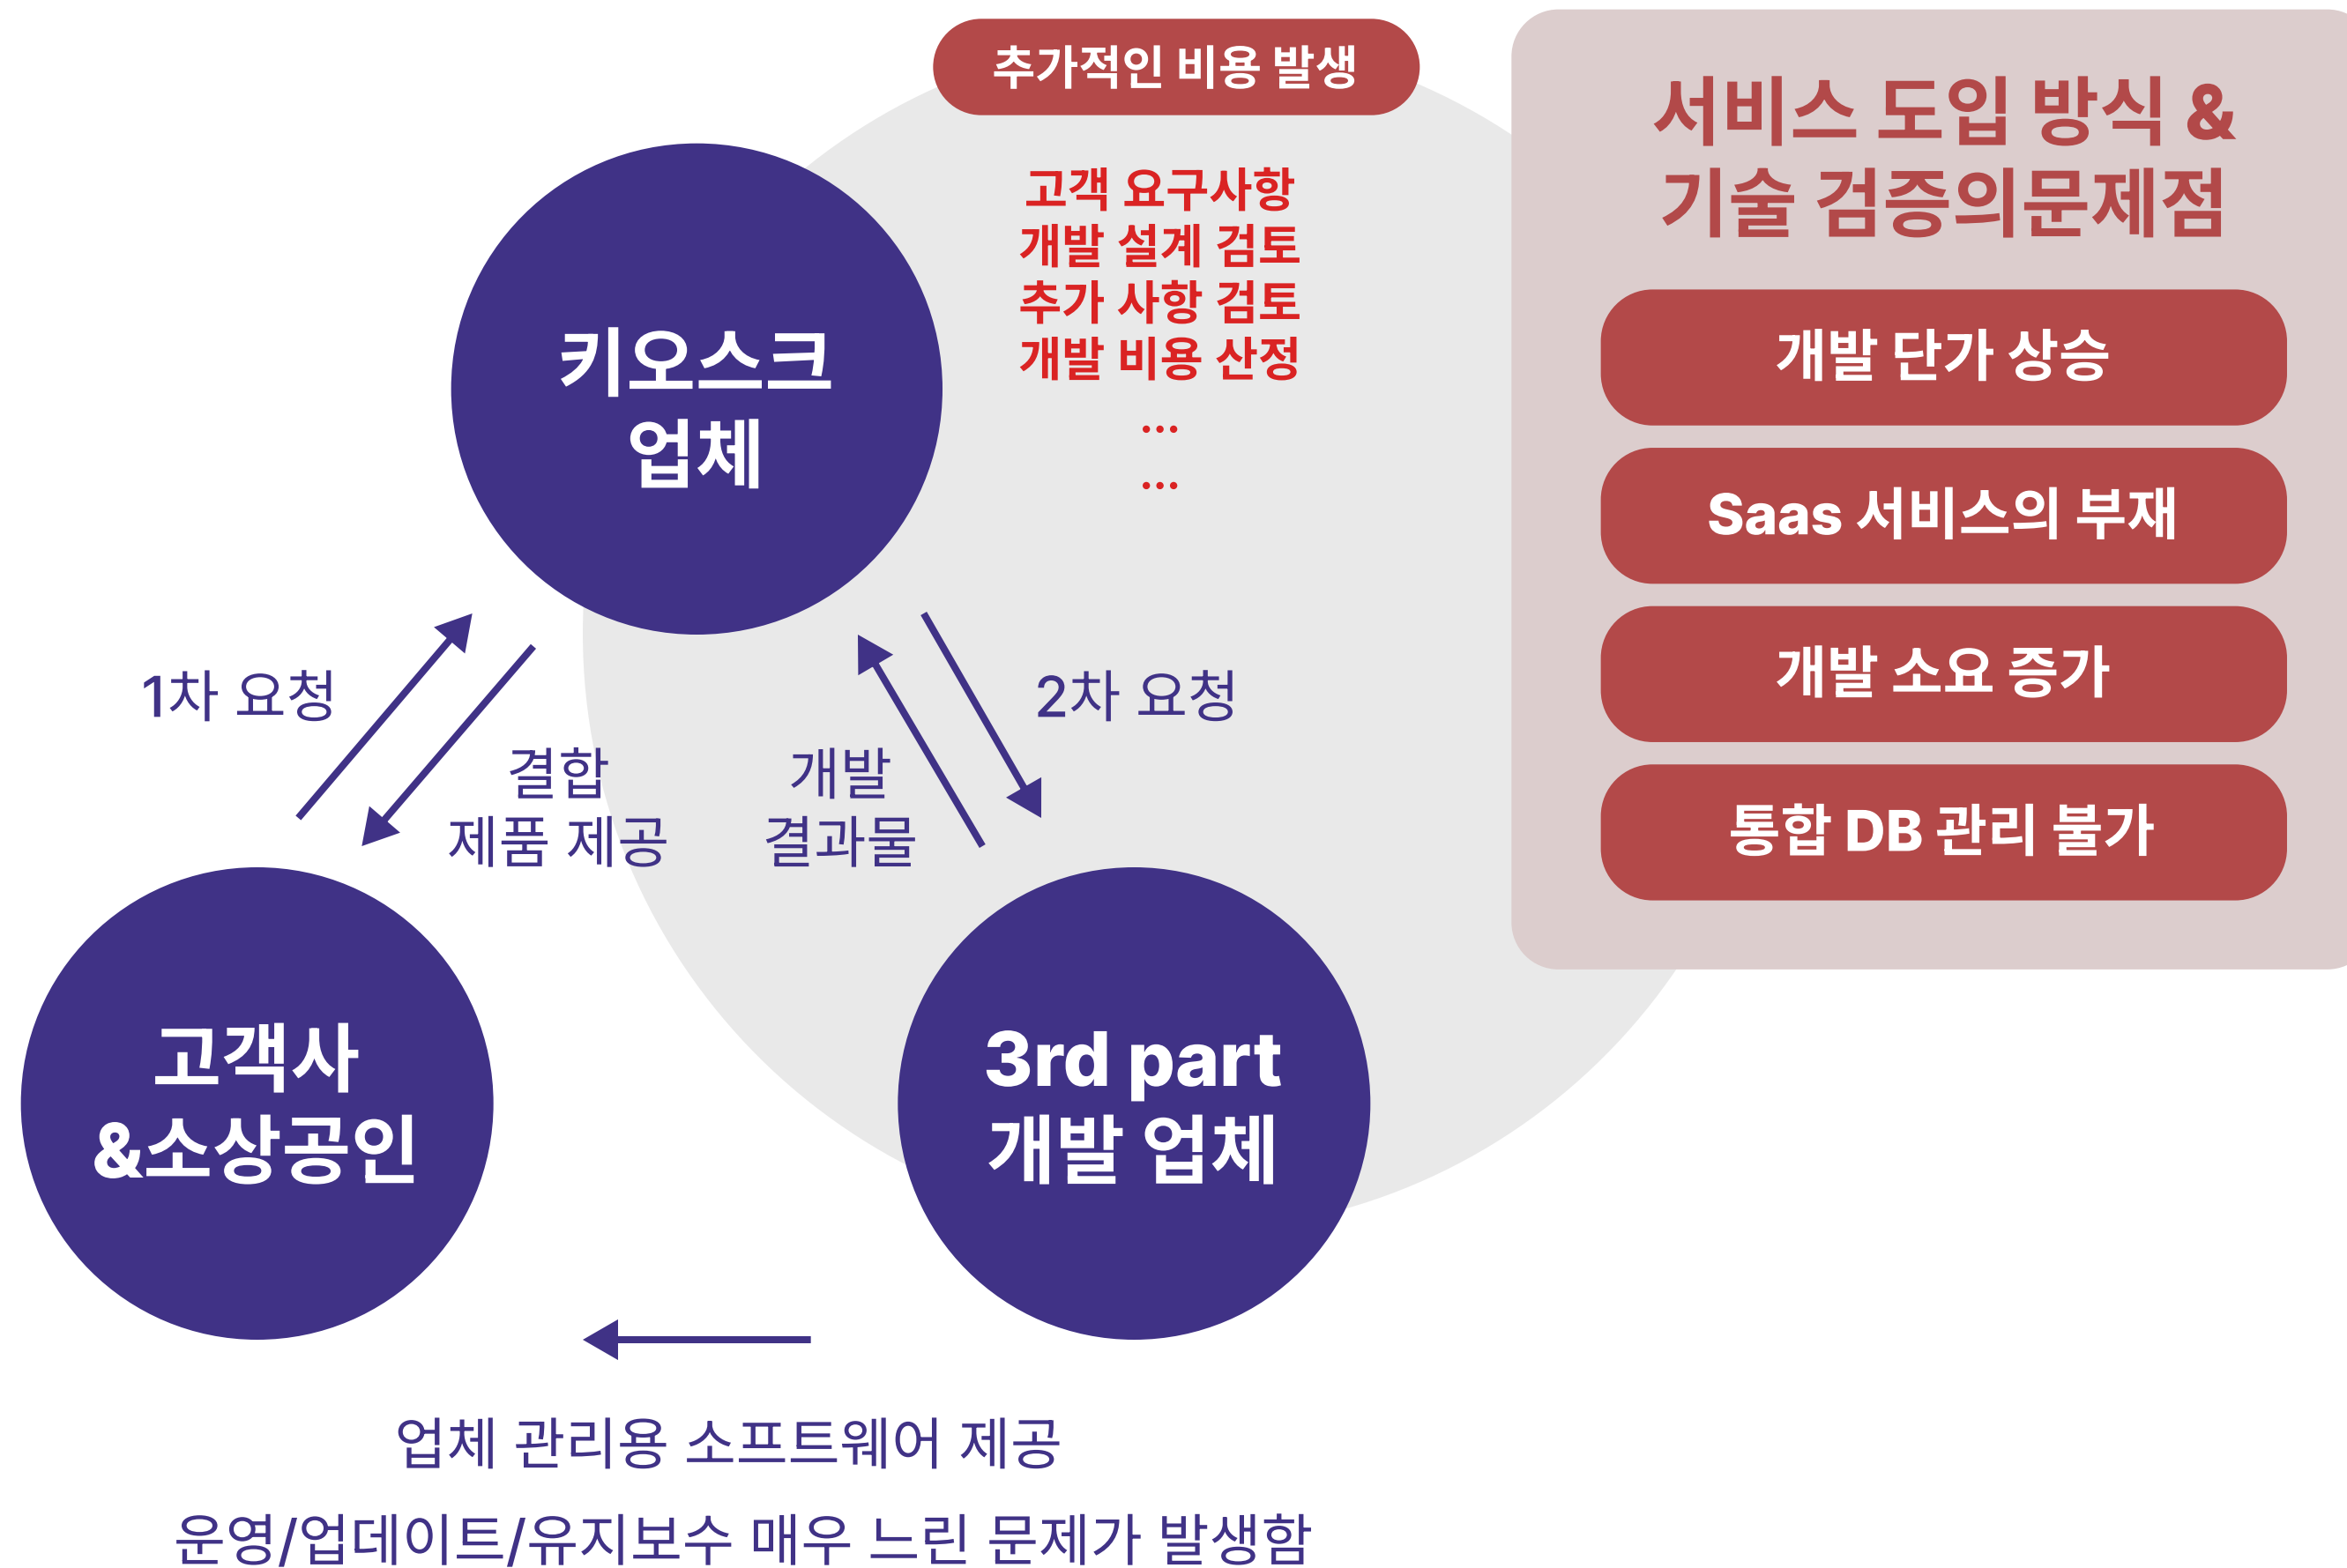 추가적인 비용 발생
고객 요구사항
개발 설계 검토
추가 사항 검토
개발 비용 산정
...
...
키오스크
업체
1차 요청
결함
제품 제공
개발
결과물
2차 요청
고객사
&소상공인
3rd part
개발 업체
업체 관리용 소프트웨어 제공
운영/업데이트/유지보수 매우 느린 문제가 발생함
서비스 도입 방식 &
기술 검증의문제점
개발 단가 상승
Saas 서비스의 부재
개발 소요 증가
통합 DB관리 불가